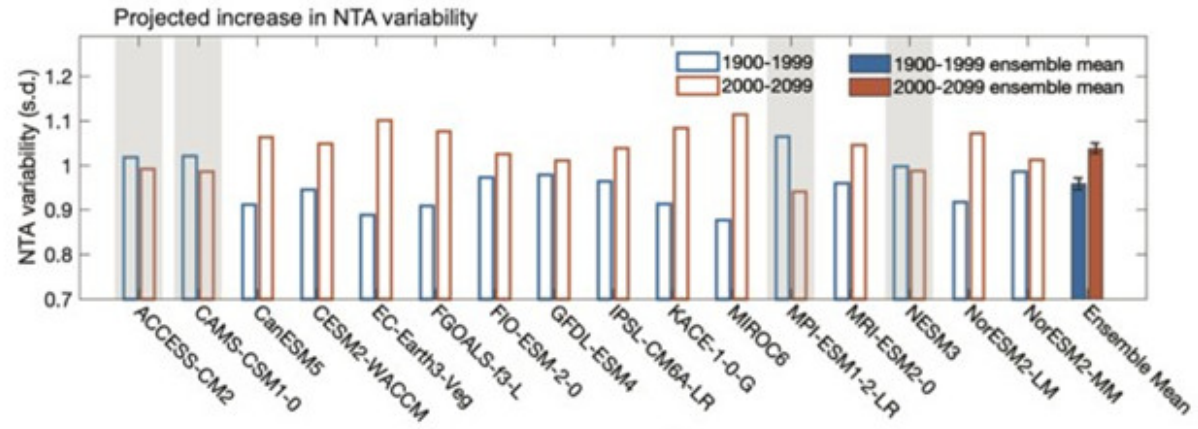 Projected increase in NTA variability
1900-1999
1900-1999 ensemble mean
2000-2099
2000-2099 ensemble mean
NTA variability (s.d.)
1.2
1.1
1
0.9
0.8
0.7
ACCESS-CM2
CAMS-CSM1-0
CanESM5
CESM2-WACCM
EC-Earth3-Veg
FGOALS-f3-L
FIO-ESM-2-0
GFDL-ESM4
IPSL-CM6A-LR
KACE-1-0-G
MIROC6
MPI-ESM1-2-LR
MRI-ESM2-0
NESM3
NorESM2-LM
NorESM2-MM
Ensemble Mean